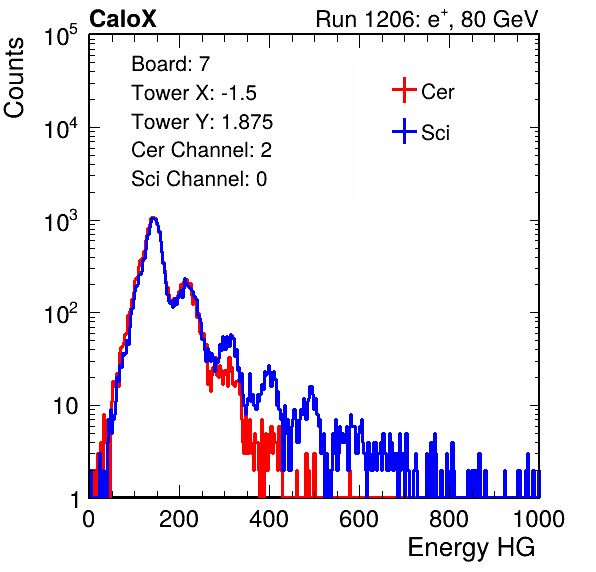 CaloX Run 1206: e⁺, 80 GeV
Counts
10⁵
10⁴
10³
10²
10
1
Board: 7
Tower X: -1.5
Tower Y: 1.875
Cer Channel: 2
Sci Channel: 0
Cer
Sci
0 200 400 600 800 1000
Energy HG